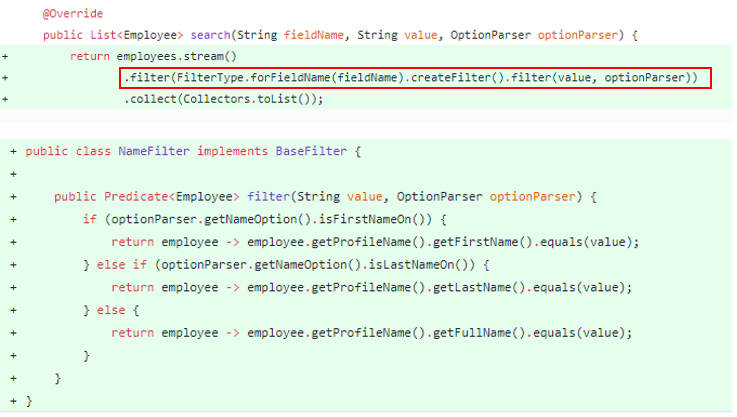 @Override
public List<Employee> search(String fieldName, String value, OptionParser optionParser) {
+ return employees.stream()
+ .filter(FilterType.forFieldName(fieldName).createFilter().filter(value, optionParser))
+ .collect(Collectors.toList());
+ public class NameFilter implements BaseFilter {
+
+ public Predicate<Employee> filter(String value, OptionParser optionParser) {
+ if (optionParser.getNameOption().isFirstNameOn()) {
+ return employee -> employee.getProfileName().getFirstName().equals(value);
+ } else if (optionParser.getNameOption().isLastNameOn()) {
+ return employee -> employee.getProfileName().getLastName().equals(value);
+ } else {
+ return employee -> employee.getProfileName().getFullName().equals(value);
+ }
+ }
+ }